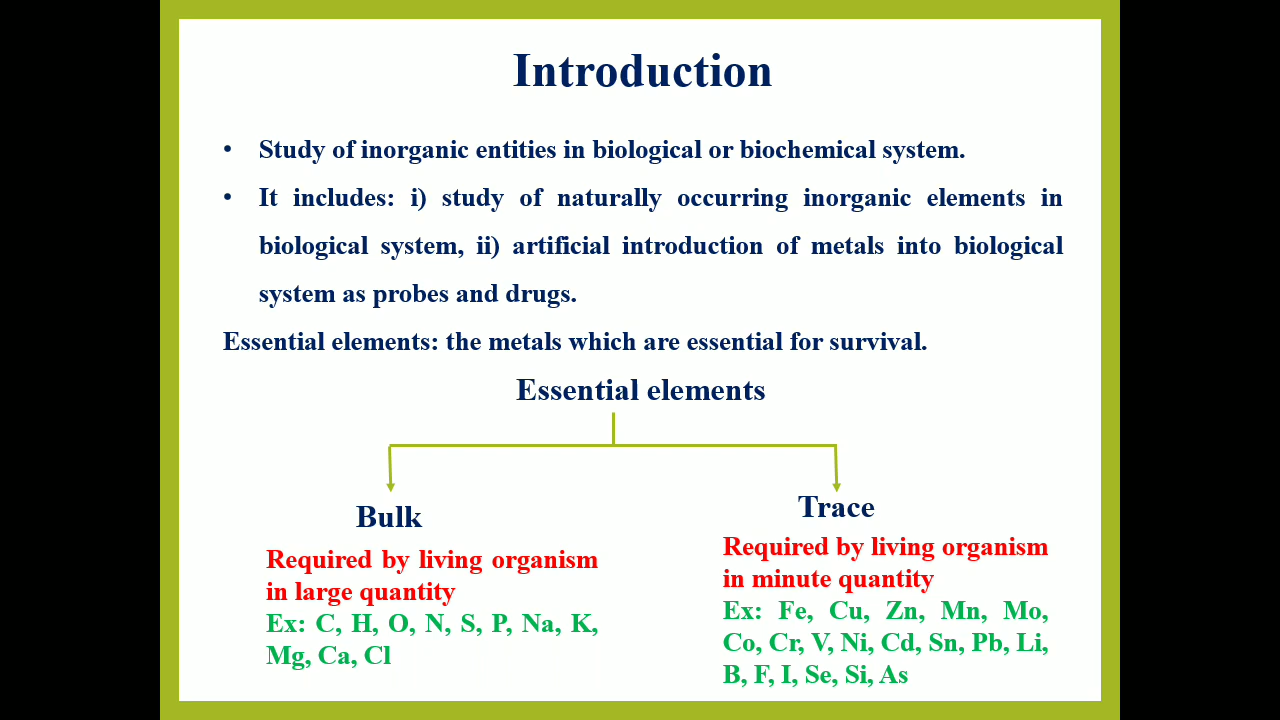 Introduction
• Study of inorganic entities in biological or biochemical system.
• It includes: i) study of naturally occurring inorganic elements in
biological system, ii) artificial introduction of metals into biological
system as probes and drugs.
Essential elements: the metals which are essential for survival.
Essential elements
Bulk
Required by living organism
in large quantity
Ex: C, H, O, N, S, P, Na, K,
Mg, Ca, Cl
Trace
Required by living organism
in minute quantity
Ex: Fe, Cu, Zn, Mn, Mo,
Co, Cr, V, Ni, Cd, Sn, Pb, Li,
B, F, I, Se, Si, As